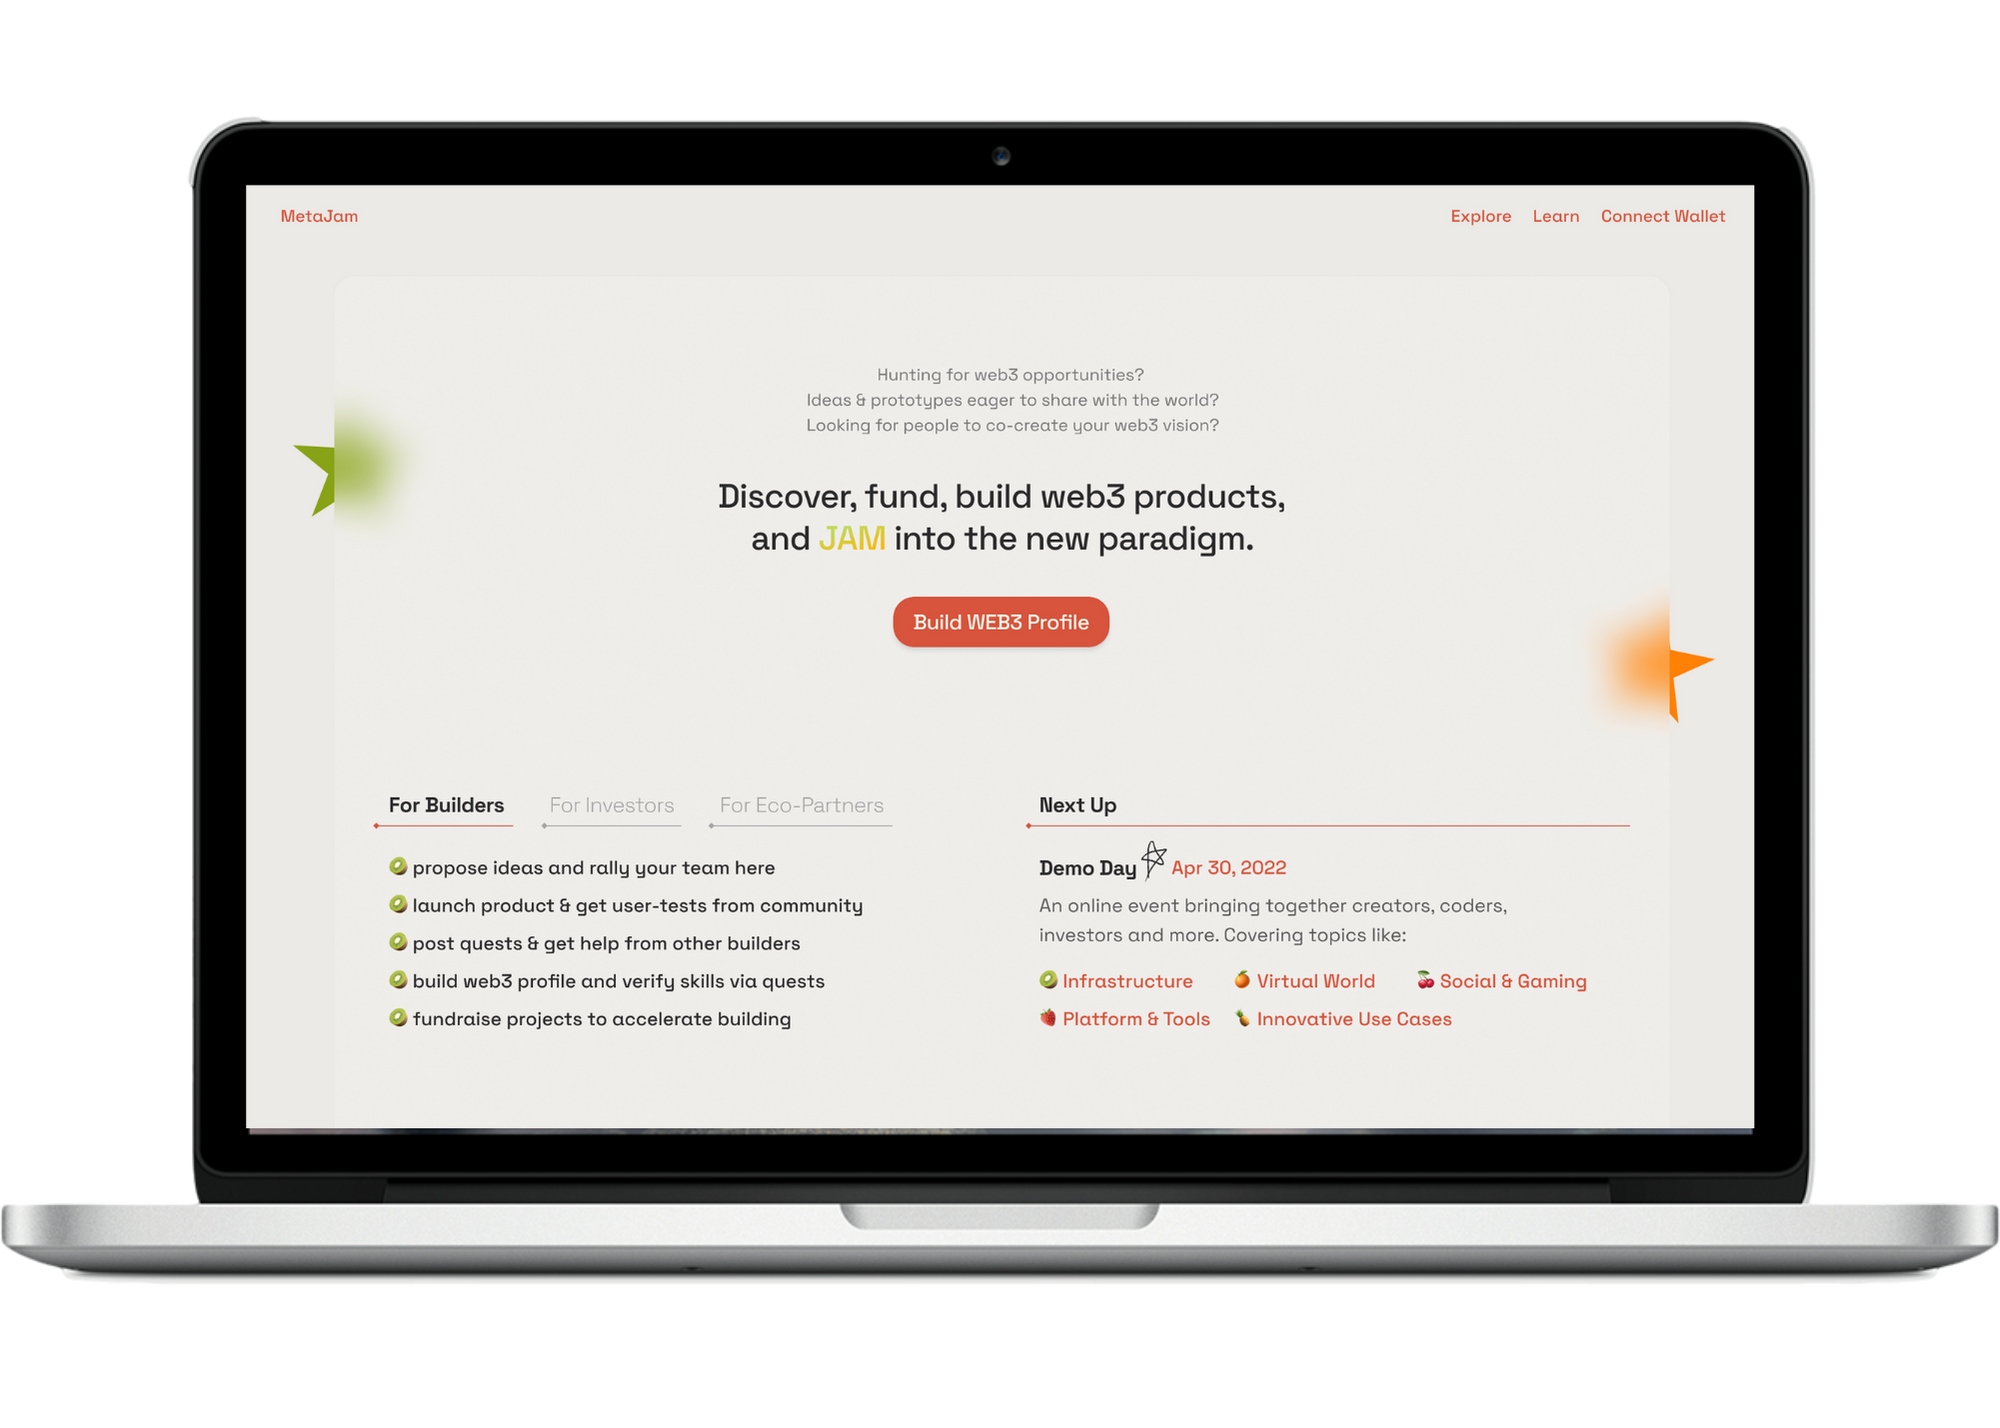 MetaJam
Explore Learn Connect Wallet
Hunting for web3 opportunities?
Ideas & prototypes eager to share with the world?
Looking for people to co-create your web3 vision?
Discover, fund, build web3 products,
and JAM into the new paradigm.
Build WEB3 Profile
For Builders For Investors For Eco-Partners
propose ideas and rally your team here
launch product & get user-tests from community
post quests & get help from other builders
build web3 profile and verify skills via quests
fundraise projects to accelerate building
Next Up
Demo Day Apr 30, 2022
An online event bringing together creators, coders,
investors and more. Covering topics like:
Infrastructure Virtual World Social & Gaming
Platform & Tools Innovative Use Cases